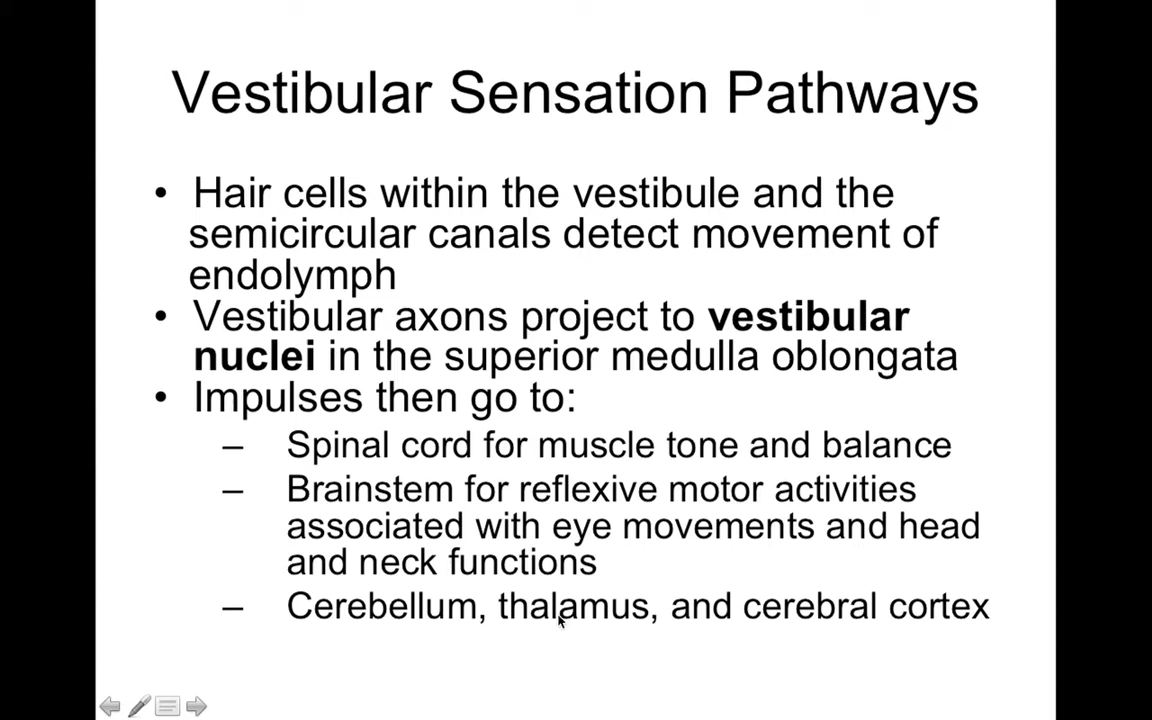 Vestibular Sensation Pathways
• Hair cells within the vestibule and the
semicircular canals detect movement of
endolymph
• Vestibular axons project to vestibular
nuclei in the superior medulla oblongata
• Impulses then go to:
– Spinal cord for muscle tone and balance
– Brainstem for reflexive motor activities
associated with eye movements and head
and neck functions
– Cerebellum, thalamus, and cerebral cortex